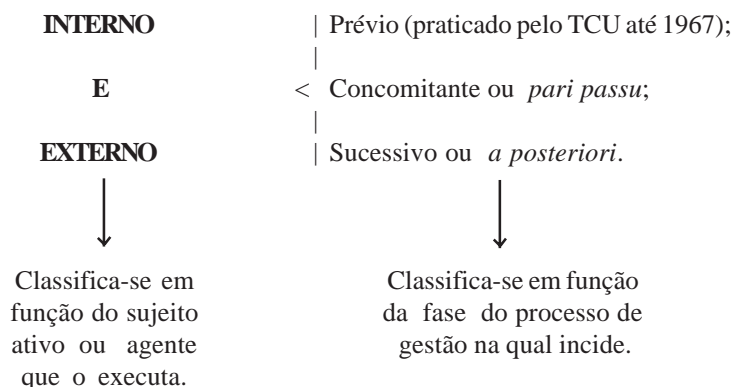 INTERNO | Prévio (praticado pelo TCU até 1967);
|
E < Concomitante ou pari passu;
|
EXTERNO | Sucessivo ou a posteriori.
Classifica-se em
função do sujeito
ativo ou agente
que o executa.
Classifica-se em função
da fase do processo de
gestão na qual incide.